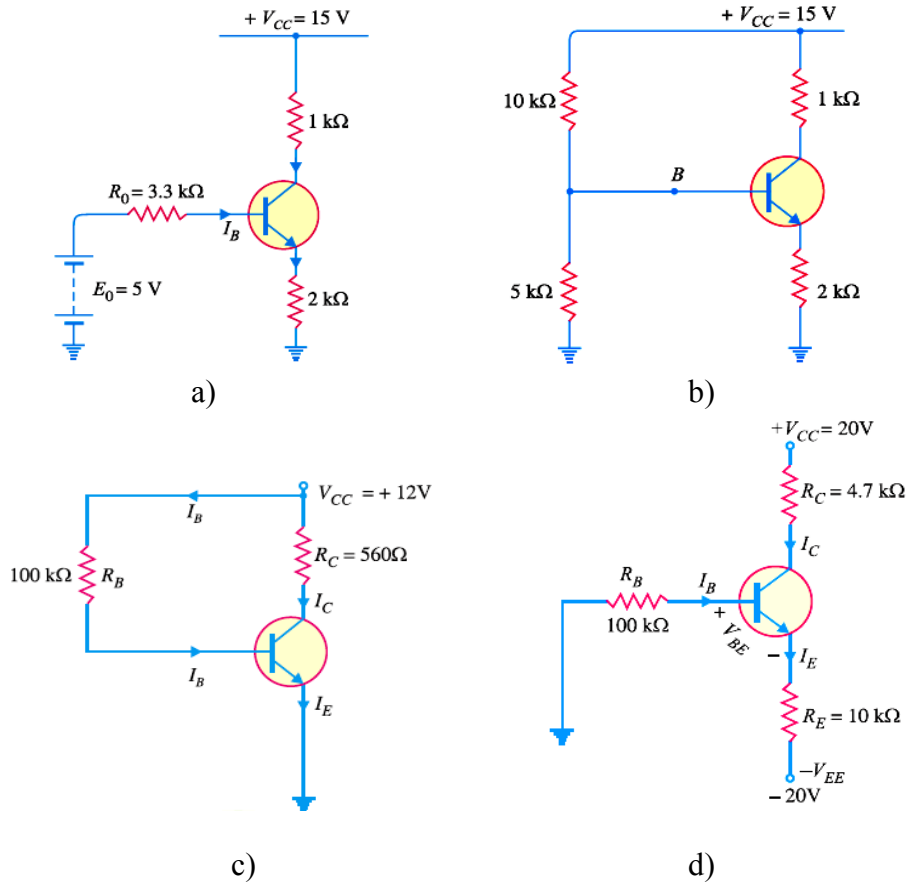 + V_CC = 15 V
1 kΩ
R_0 = 3.3 kΩ
I_B
E_0 = 5 V
2 kΩ
a)
+ V_CC = 15 V
10 kΩ
1 kΩ
B
5 kΩ
2 kΩ
b)
V_CC = + 12V
I_B
R_C = 560Ω
100 kΩ R_B
I_C
I_B
I_E
c)
+V_CC = 20V
R_C = 4.7 kΩ
I_C
R_B
I_B
100 kΩ
+ V_BE –
I_E
R_E = 10 kΩ
–V_EE
– 20V
d)